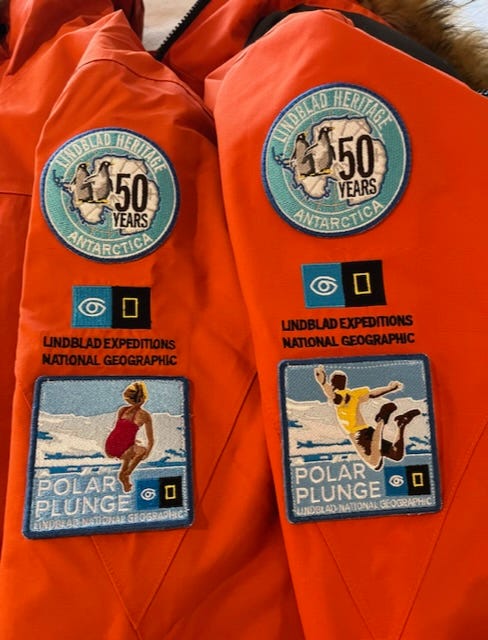 LINDBLAD HERITAGE
50
YEARS
ANTARCTICA
LINDBLAD EXPEDITIONS
NATIONAL GEOGRAPHIC
POLAR
PLUNGE
LINDBLAD-NATIONAL GEOGRAPHIC
LINDBLAD HERITAGE
50
YEARS
ANTARCTICA
LINDBLAD EXPEDITIONS
NATIONAL GEOGRAPHIC
POLAR
PLUNGE
LINDBLAD-NATIONAL GEOGRAPHIC